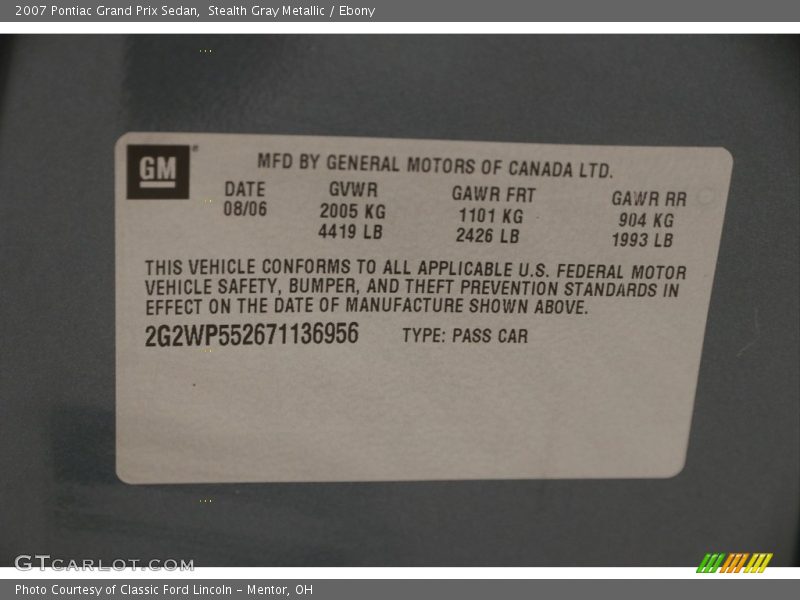 2007 Pontiac Grand Prix Sedan,  Stealth Gray Metallic / Ebony
GM
MFD BY GENERAL MOTORS OF CANADA LTD.
DATE GVWR GAWR FRT GAWR RR
08/06 2005 KG 1101 KG 904 KG
4419 LB 2426 LB 1993 LB
THIS VEHICLE CONFORMS TO ALL APPLICABLE U.S. FEDERAL MOTOR
VEHICLE SAFETY, BUMPER, AND THEFT PREVENTION STANDARDS IN
EFFECT ON THE DATE OF MANUFACTURE SHOWN ABOVE.
2G2WP552671136956 TYPE: PASS CAR
GTCARLOT.COM
Photo Courtesy of Classic Ford Lincoln - Mentor, OH